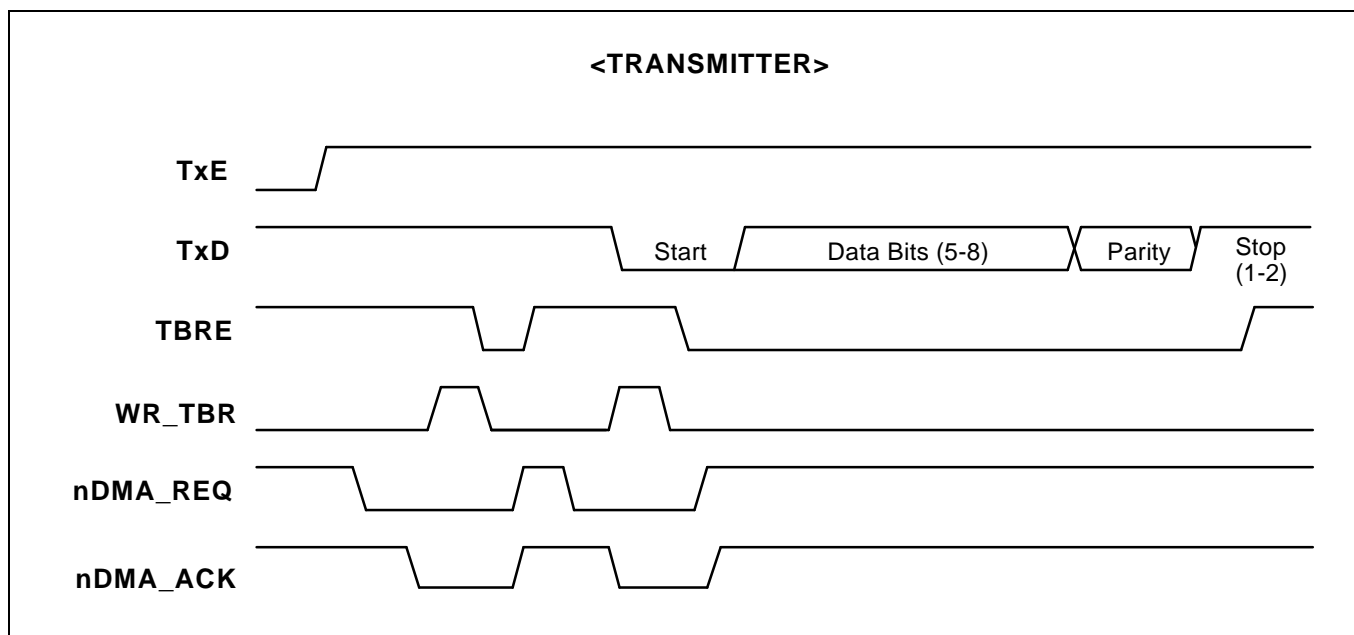 <TRANSMITTER>
TxE
TxD
Start
Data Bits (5-8)
Parity
Stop
(1-2)
TBRE
WR_TBR
nDMA_REQ
nDMA_ACK